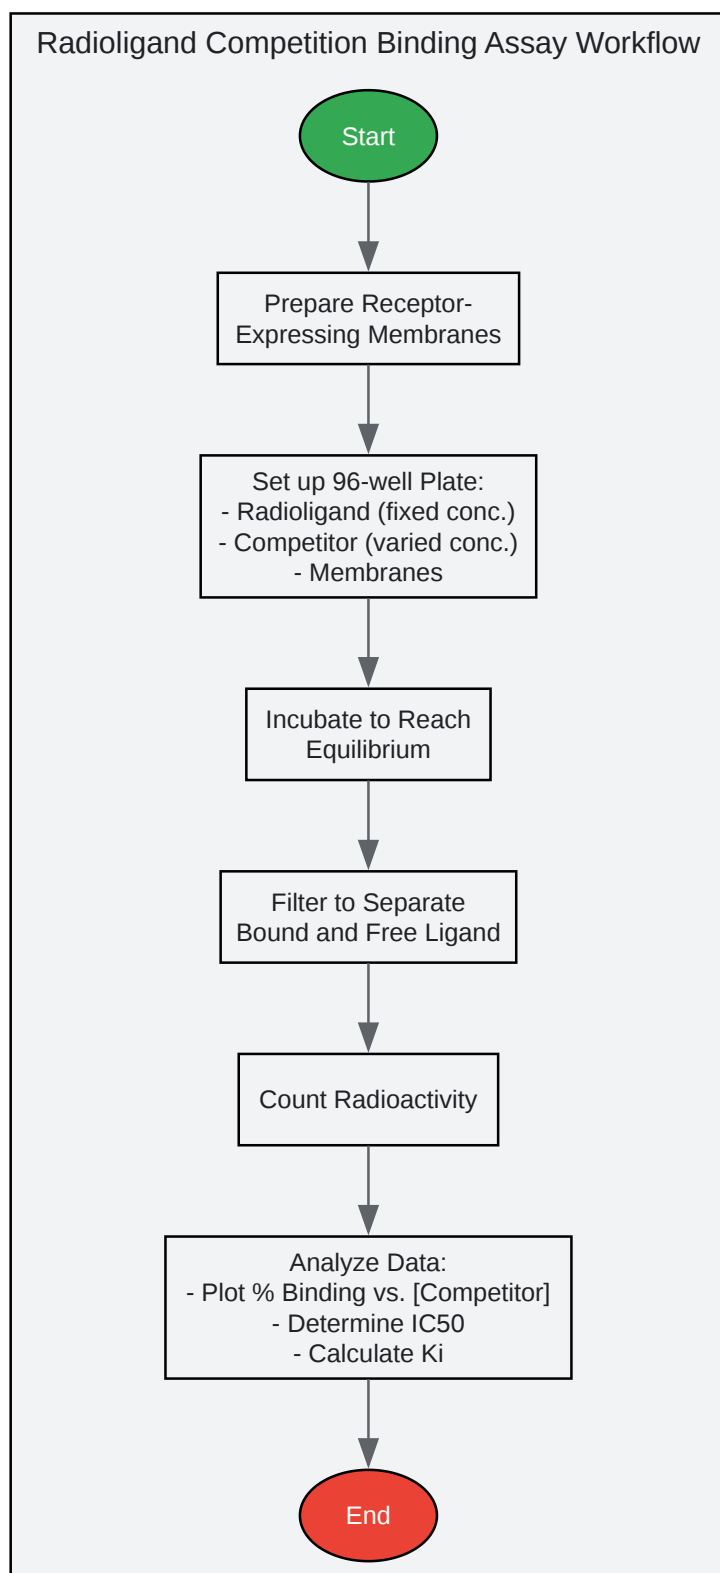 Radioligand Competition Binding Assay Workflow
Start
Prepare Receptor-
Expressing Membranes
Set up 96-well Plate:
- Radioligand (fixed conc.)
- Competitor (varied conc.)
- Membranes
Incubate to Reach
Equilibrium
Filter to Separate
Bound and Free Ligand
Count Radioactivity
Analyze Data:
- Plot % Binding vs. [Competitor]
- Determine IC50
- Calculate Ki
End